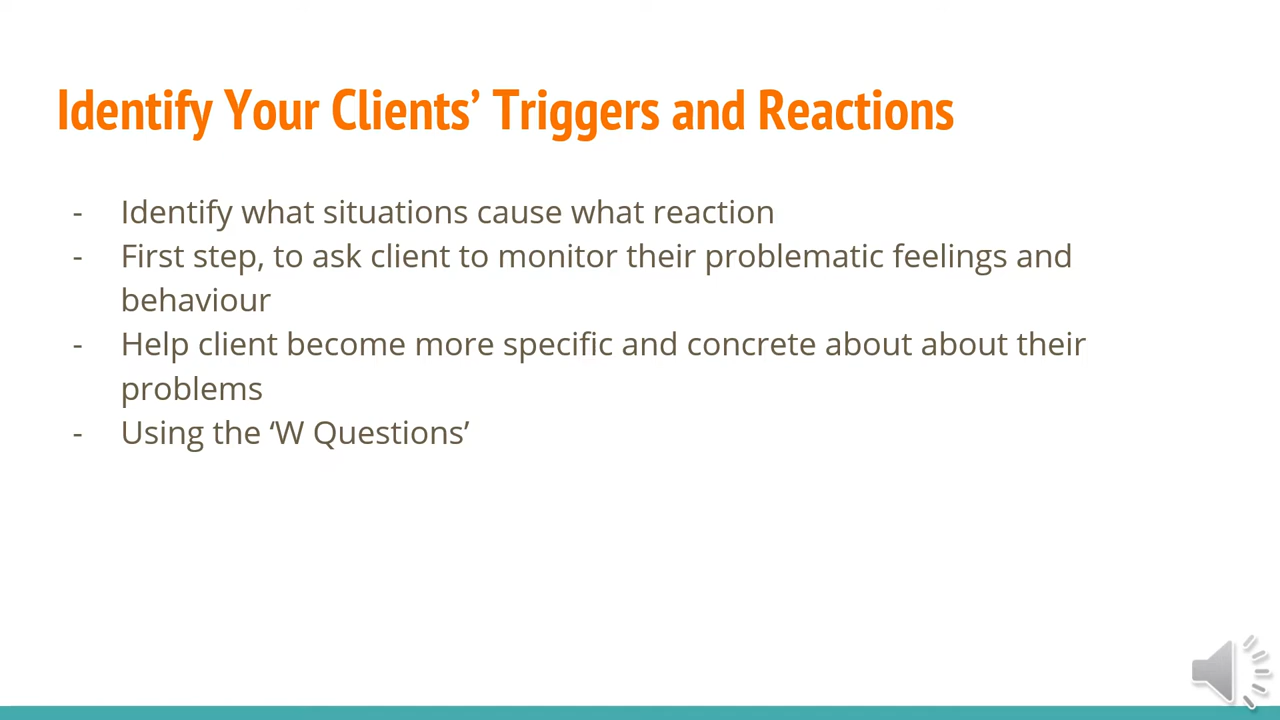 Identify Your Clients’ Triggers and Reactions
- Identify what situations cause what reaction
- First step, to ask client to monitor their problematic feelings and
behaviour
- Help client become more specific and concrete about about their
problems
- Using the ‘W Questions’